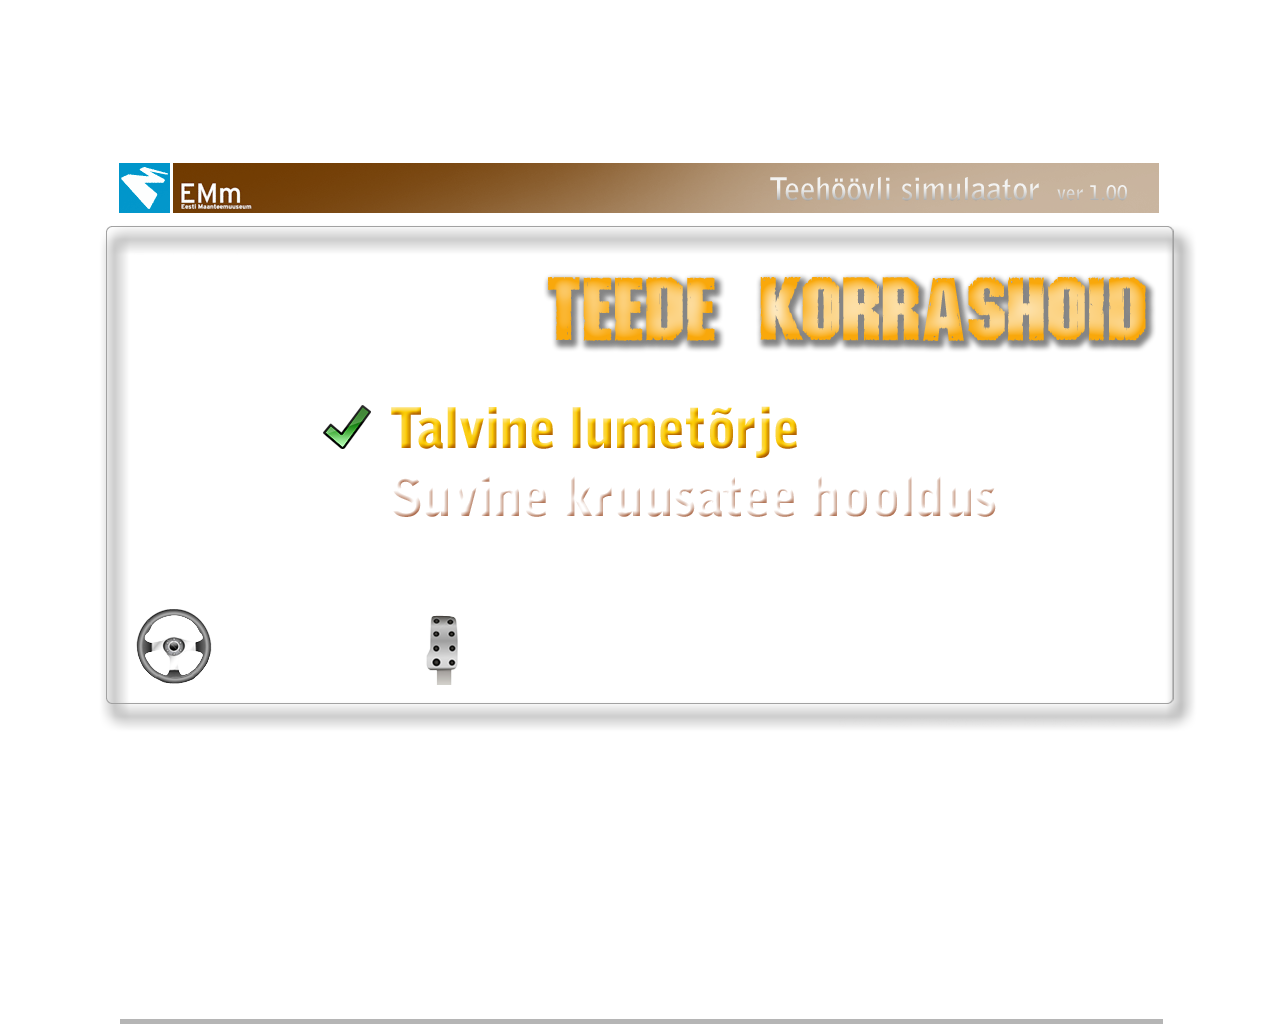 EMm
Eesti Maanteemuuseum
Teehöövli simulaator ver 1.00
TEEDE KORRASHOID
Talvine lumetõrje
Suvine kruusatee hooldus